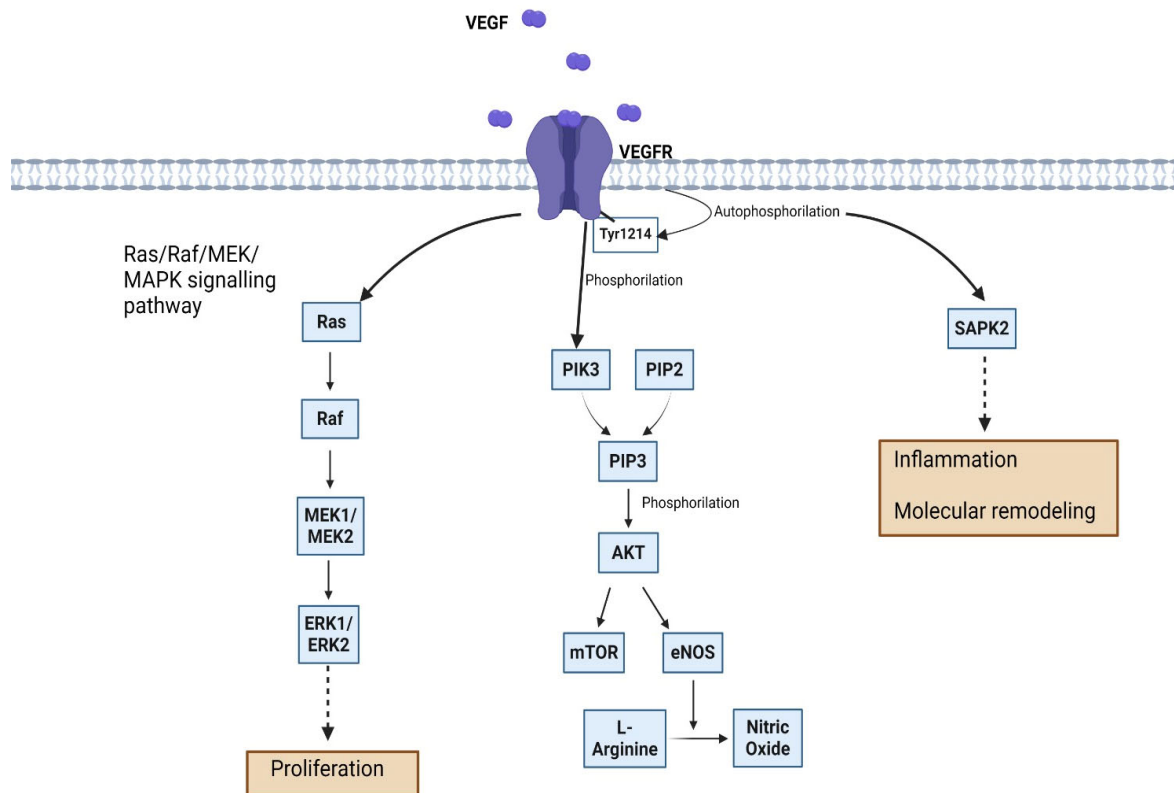 VEGF
VEGFR
Autophosphorilation
Tyr1214
Ras/Raf/MEK/
MAPK signalling
pathway
Phosphorilation
Ras
SAPK2
PIK3
PIP2
Raf
PIP3
Inflammation
Molecular remodeling
Phosphorilation
MEK1/
MEK2
AKT
ERK1/
ERK2
mTOR
eNOS
L-
Arginine
Nitric
Oxide
Proliferation